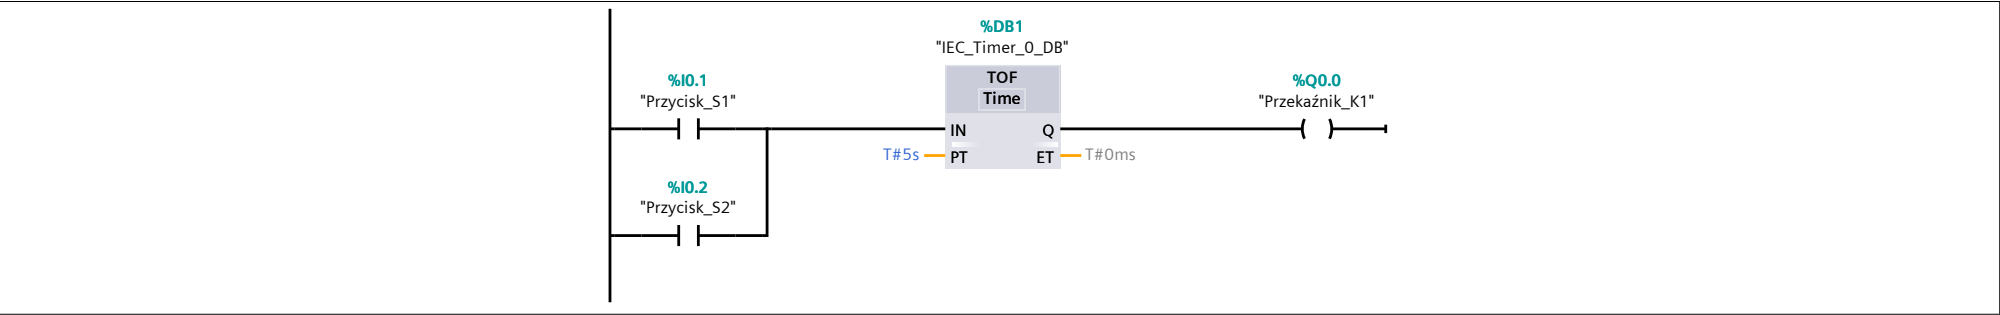 %DB1
"IEC_Timer_0_DB"
%I0.1
"Przycisk_S1"
TOF
Time
%Q0.0
"Przekaźnik_K1"
IN
Q
T#5s
PT
ET
T#0ms
%I0.2
"Przycisk_S2"